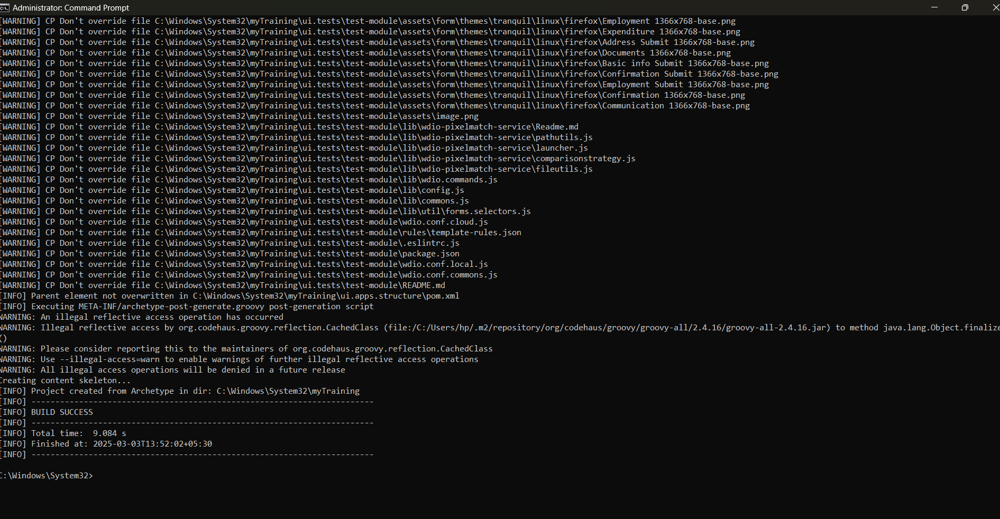 Administrator: Command Prompt
[WARNING] CP Don't override file C:\Windows\System32\myTraining\ui.tests\test-module\assets\form\themes\tranquil\linux\firefox\Employment 1366x768-base.png
[WARNING] CP Don't override file C:\Windows\System32\myTraining\ui.tests\test-module\assets\form\themes\tranquil\linux\firefox\Expenditure 1366x768-base.png
[WARNING] CP Don't override file C:\Windows\System32\myTraining\ui.tests\test-module\assets\form\themes\tranquil\linux\firefox\Address Submit 1366x768-base.png
[WARNING] CP Don't override file C:\Windows\System32\myTraining\ui.tests\test-module\assets\form\themes\tranquil\linux\firefox\Documents 1366x768-base.png
[WARNING] CP Don't override file C:\Windows\System32\myTraining\ui.tests\test-module\assets\form\themes\tranquil\linux\firefox\Basic info Submit 1366x768-base.png
[WARNING] CP Don't override file C:\Windows\System32\myTraining\ui.tests\test-module\assets\form\themes\tranquil\linux\firefox\Confirmation Submit 1366x768-base.png
[WARNING] CP Don't override file C:\Windows\System32\myTraining\ui.tests\test-module\assets\form\themes\tranquil\linux\firefox\Employment Submit 1366x768-base.png
[WARNING] CP Don't override file C:\Windows\System32\myTraining\ui.tests\test-module\assets\form\themes\tranquil\linux\firefox\Confirmation 1366x768-base.png
[WARNING] CP Don't override file C:\Windows\System32\myTraining\ui.tests\test-module\assets\form\themes\tranquil\linux\firefox\Communication 1366x768-base.png
[WARNING] CP Don't override file C:\Windows\System32\myTraining\ui.tests\test-module\assets\image.png
[WARNING] CP Don't override file C:\Windows\System32\myTraining\ui.tests\test-module\lib\wdio-pixelmatch-service\Readme.md
[WARNING] CP Don't override file C:\Windows\System32\myTraining\ui.tests\test-module\lib\wdio-pixelmatch-service\pathutils.js
[WARNING] CP Don't override file C:\Windows\System32\myTraining\ui.tests\test-module\lib\wdio-pixelmatch-service\launcher.js
[WARNING] CP Don't override file C:\Windows\System32\myTraining\ui.tests\test-module\lib\wdio-pixelmatch-service\comparisonstrategy.js
[WARNING] CP Don't override file C:\Windows\System32\myTraining\ui.tests\test-module\lib\wdio-pixelmatch-service\fileutils.js
[WARNING] CP Don't override file C:\Windows\System32\myTraining\ui.tests\test-module\lib\wdio.commands.js
[WARNING] CP Don't override file C:\Windows\System32\myTraining\ui.tests\test-module\lib\config.js
[WARNING] CP Don't override file C:\Windows\System32\myTraining\ui.tests\test-module\lib\commons.js
[WARNING] CP Don't override file C:\Windows\System32\myTraining\ui.tests\test-module\lib\util\forms.selectors.js
[WARNING] CP Don't override file C:\Windows\System32\myTraining\ui.tests\test-module\wdio.conf.cloud.js
[WARNING] CP Don't override file C:\Windows\System32\myTraining\ui.tests\test-module\rules\template-rules.json
[WARNING] CP Don't override file C:\Windows\System32\myTraining\ui.tests\test-module\.eslintrc.js
[WARNING] CP Don't override file C:\Windows\System32\myTraining\ui.tests\test-module\package.json
[WARNING] CP Don't override file C:\Windows\System32\myTraining\ui.tests\test-module\wdio.conf.local.js
[WARNING] CP Don't override file C:\Windows\System32\myTraining\ui.tests\test-module\wdio.conf.commons.js
[WARNING] CP Don't override file C:\Windows\System32\myTraining\ui.tests\test-module\README.md
[INFO] Parent element not overwritten in C:\Windows\System32\myTraining\ui.apps.structure\pom.xml
[INFO] Executing META-INF/archetype-post-generate.groovy post-generation script
WARNING: An illegal reflective access operation has occurred
WARNING: Illegal reflective access by org.codehaus.groovy.reflection.CachedClass (file:/C:/Users/hp/.m2/repository/org/codehaus/groovy/groovy-all/2.4.16/groovy-all-2.4.16.jar) to method java.lang.Object.finalize
()
WARNING: Please consider reporting this to the maintainers of org.codehaus.groovy.reflection.CachedClass
WARNING: Use --illegal-access=warn to enable warnings of further illegal reflective access operations
WARNING: All illegal access operations will be denied in a future release
Creating content skeleton...
[INFO] Project created from Archetype in dir: C:\Windows\System32\myTraining
[INFO] ------------------------------------------------------------------------
[INFO] BUILD SUCCESS
[INFO] ------------------------------------------------------------------------
[INFO] Total time:  9.084 s
[INFO] Finished at: 2025-03-03T13:52:02+05:30
[INFO] ------------------------------------------------------------------------
C:\Windows\System32>